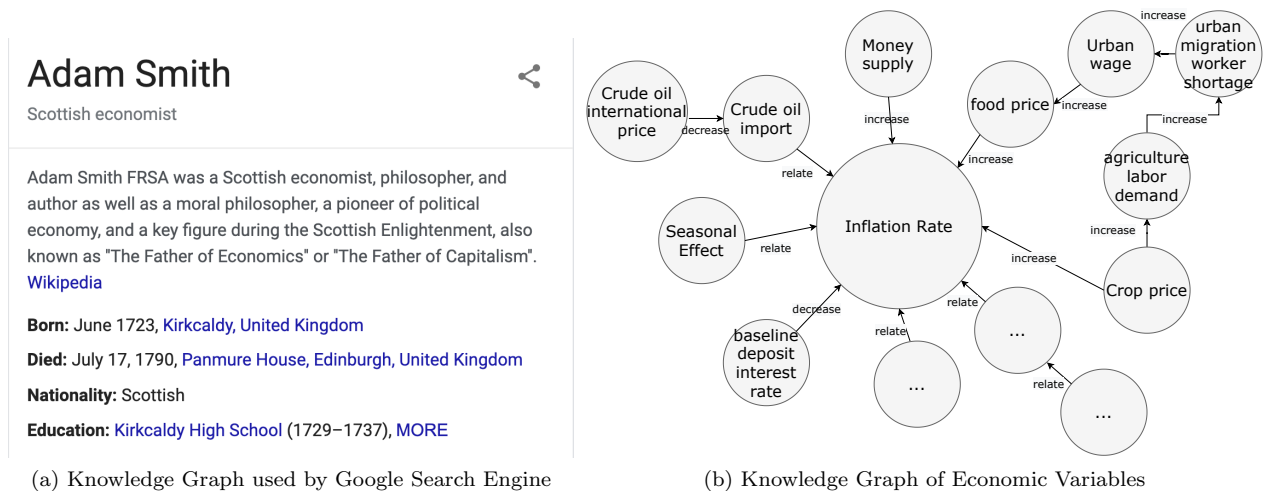 Adam Smith
Scottish economist
Adam Smith FRSA was a Scottish economist, philosopher, and
author as well as a moral philosopher, a pioneer of political
economy, and a key figure during the Scottish Enlightenment, also
known as "The Father of Economics" or "The Father of Capitalism".
Wikipedia
Born: June 1723, Kirkcaldy, United Kingdom
Died: July 17, 1790, Panmure House, Edinburgh, United Kingdom
Nationality: Scottish
Education: Kirkcaldy High School (1729–1737), MORE
(a) Knowledge Graph used by Google Search Engine
Crude oil
international
price
decrease
Crude oil
import
relate
Money
supply
increase
food price
increase
Urban
wage
increase
increase
urban
migration
worker
shortage
increase
agriculture
labor
demand
increase
Crop price
increase
Inflation Rate
Seasonal
Effect
relate
baseline
deposit
interest
rate
decrease
relate
...
relate
...
relate
...
(b) Knowledge Graph of Economic Variables